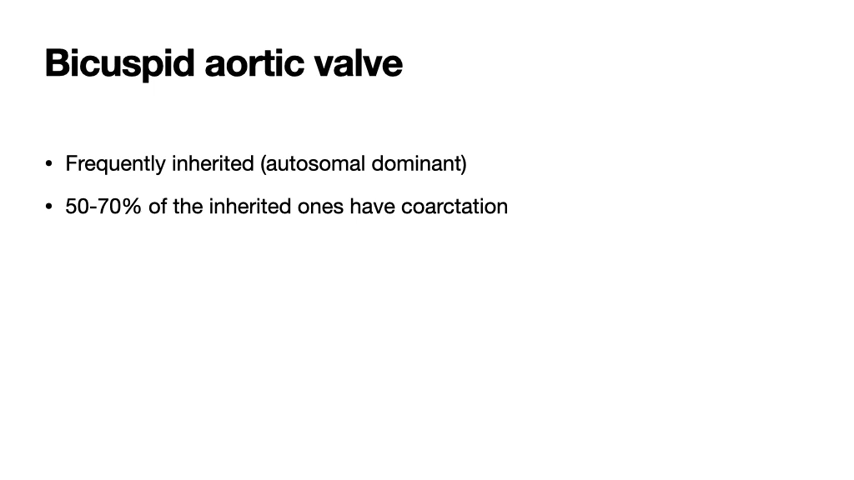 Bicuspid aortic valve
• Frequently inherited (autosomal dominant)
• 50-70% of the inherited ones have coarctation